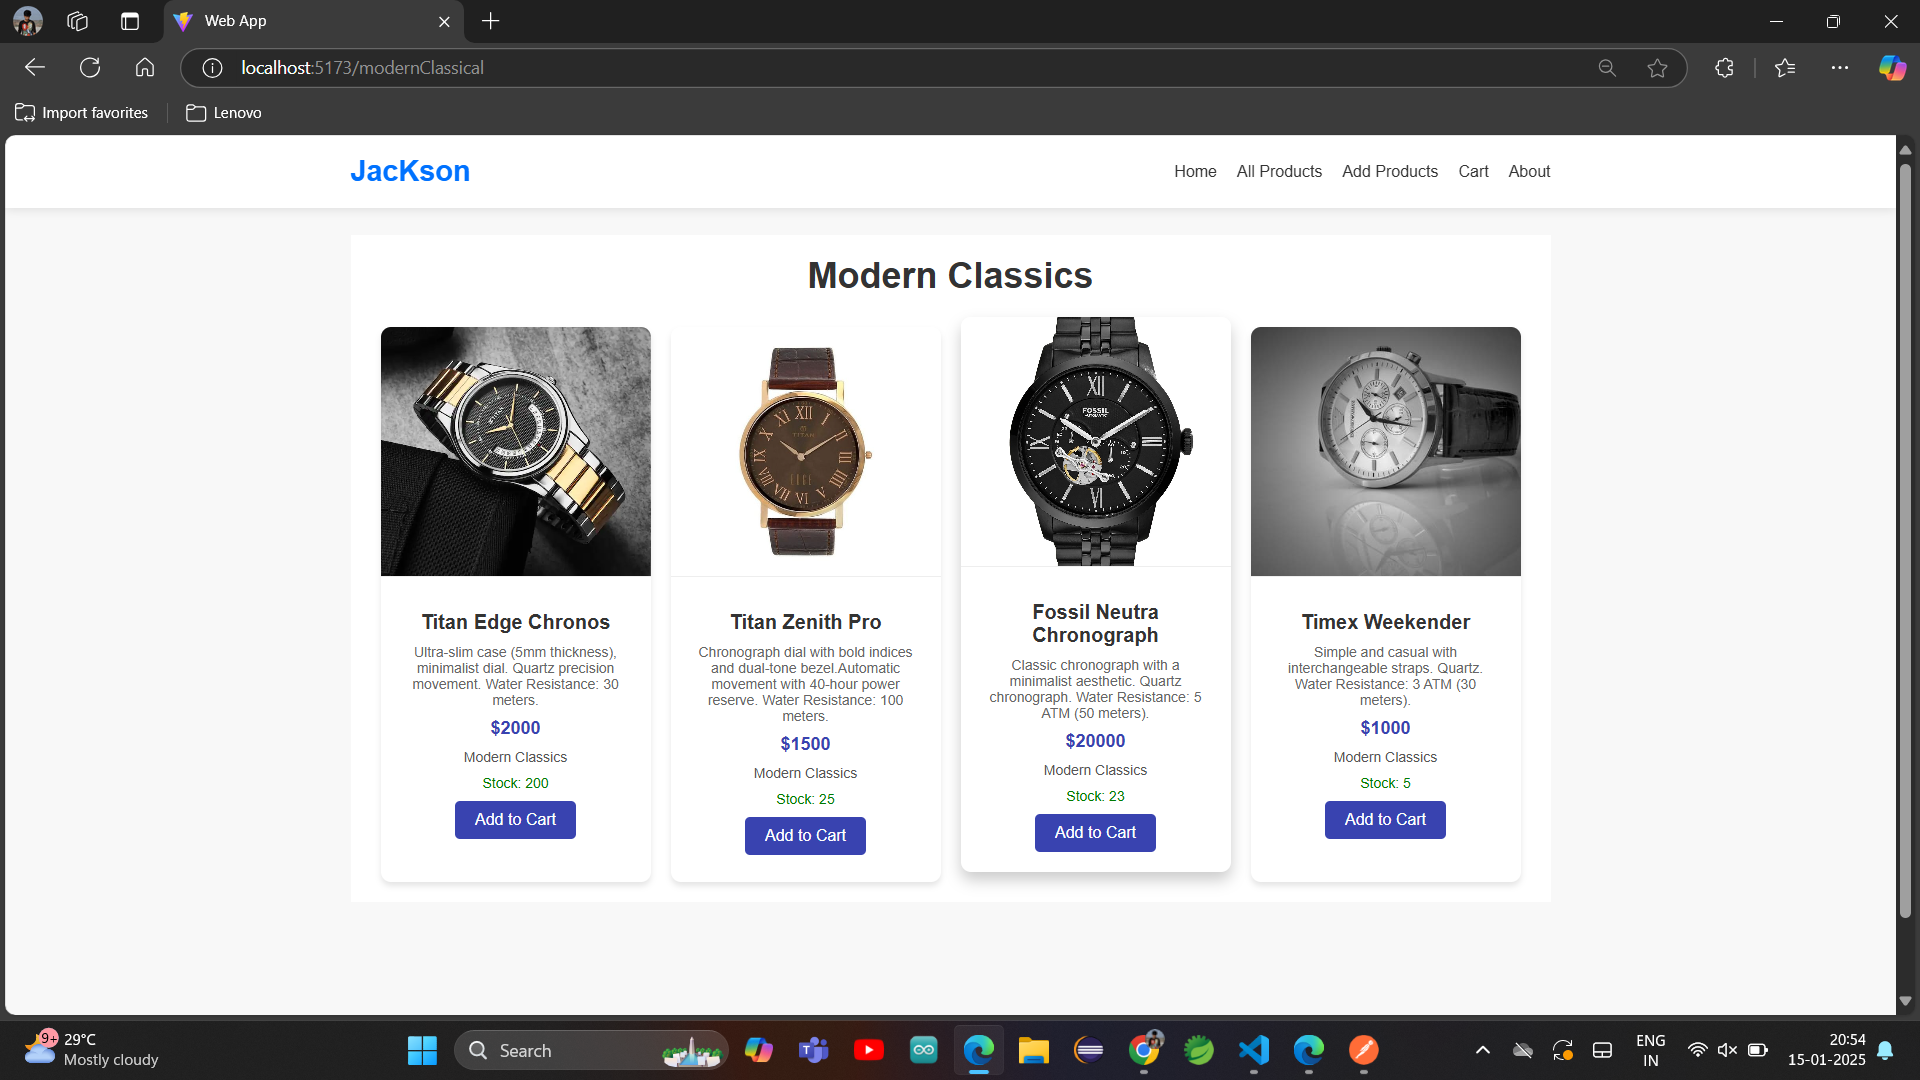 Web App
localhost:5173/modernClassical
Import favorites
Lenovo
JacKson
Home
All Products
Add Products
Cart
About
Modern Classics
Titan Edge Chronos
Ultra-slim case (5mm thickness),
minimalist dial. Quartz precision
movement. Water Resistance: 30
meters.
$2000
Modern Classics
Stock: 200
Add to Cart
XII
TITAN
Titan Zenith Pro
Chronograph dial with bold indices
and dual-tone bezel.Automatic
movement with 40-hour power
reserve. Water Resistance: 100
meters.
$1500
Modern Classics
Stock: 25
Add to Cart
XII
FOSSIL
AUTOMATIC
Fossil Neutra
Chronograph
Classic chronograph with a
minimalist aesthetic. Quartz
chronograph. Water Resistance: 5
ATM (50 meters).
$20000
Modern Classics
Stock: 23
Add to Cart
Timex Weekender
Simple and casual with
interchangeable straps. Quartz.
Water Resistance: 3 ATM (30
meters).
$1000
Modern Classics
Stock: 5
Add to Cart
9+
29°C
Mostly cloudy
Search
ENG
IN
20:54
15-01-2025